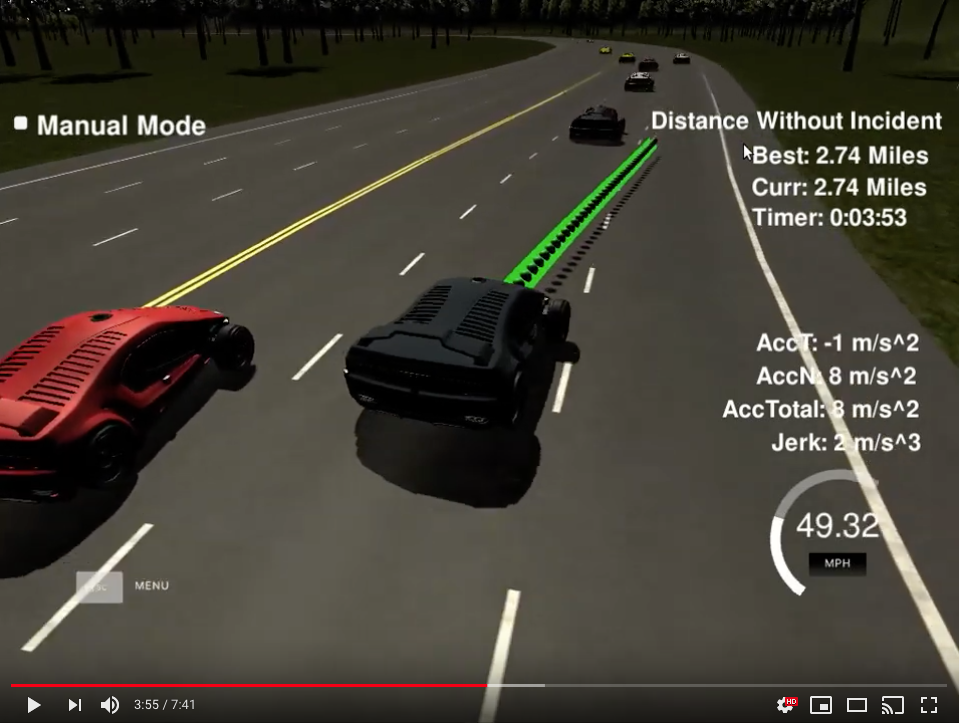 Manual Mode
Distance Without Incident
Best: 2.74 Miles
Curr: 2.74 Miles
Timer: 0:03:53
AccT: -1 m/s^2
AccN: 8 m/s^2
AccTotal: 8 m/s^2
Jerk: 2 m/s^3
49.32
MPH
MENU
3:55 / 7:41
HD